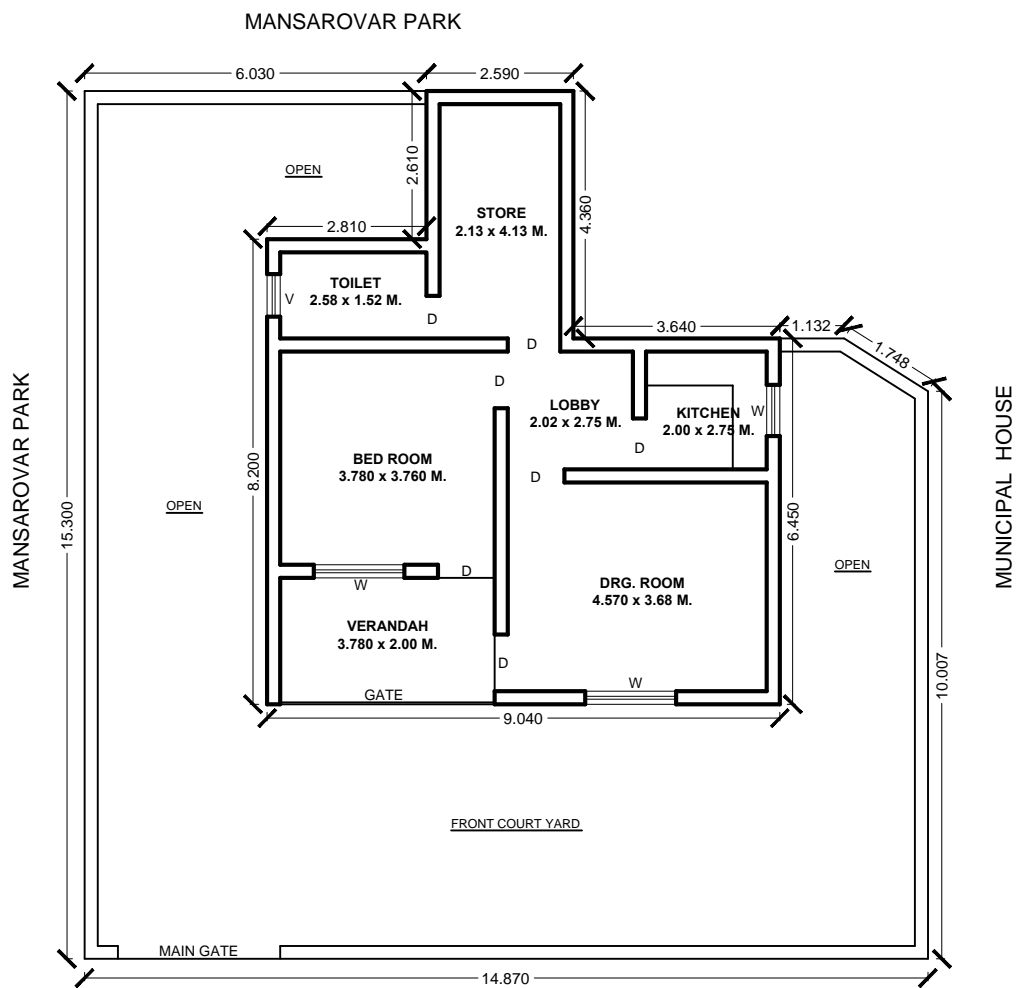 MANSAROVAR PARK
6.030
2.590
OPEN
2.610
4.360
2.810
STORE
2.13 x 4.13 M.
TOILET
2.58 x 1.52 M.
V
D
3.640
1.132
1.748
D
D
LOBBY
2.02 x 2.75 M.
KITCHEN
2.00 x 2.75 M.
W
D
MANSAROVAR PARK
15.300
OPEN
8.200
BED ROOM
3.780 x 3.760 M.
D
6.450
MUNICIPAL HOUSE
OPEN
10.007
W
D
DRG. ROOM
4.570 x 3.68 M.
VERANDAH
3.780 x 2.00 M.
D
W
GATE
9.040
FRONT COURT YARD
MAIN GATE
14.870